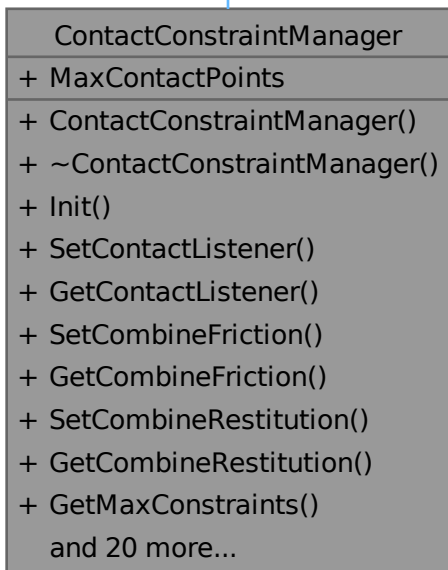 ContactConstraintManager
+ MaxContactPoints
+ ContactConstraintManager()
+ ~ContactConstraintManager()
+ Init()
+ SetContactListener()
+ GetContactListener()
+ SetCombineFriction()
+ GetCombineFriction()
+ SetCombineRestitution()
+ GetCombineRestitution()
+ GetMaxConstraints()
and 20 more...